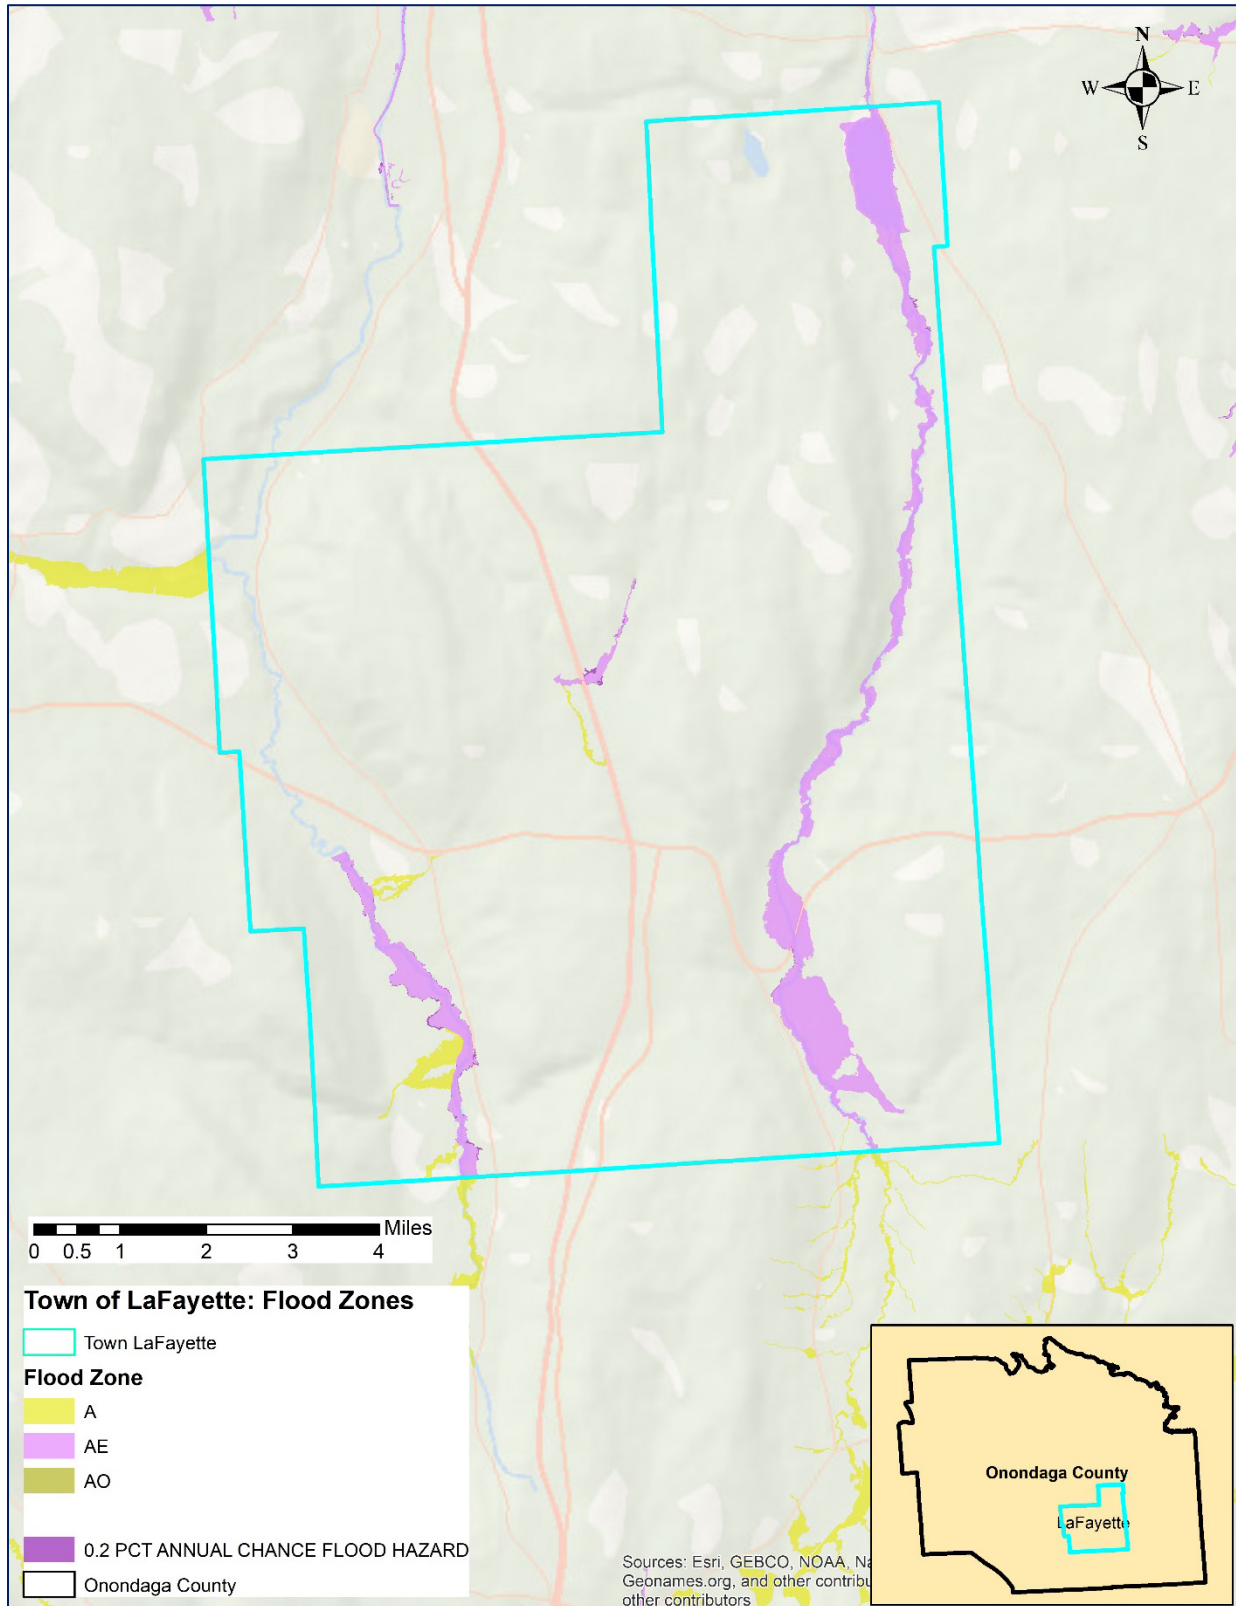 N
W E
S
Miles
0 0.5 1 2 3 4
Town of LaFayette: Flood Zones
Town LaFayette
Flood Zone
A
AE
AO
0.2 PCT ANNUAL CHANCE FLOOD HAZARD
Onondaga County
Sources: Esri, GEBCO, NOAA, Na
Geonames.org, and other contribu
other contributors
Onondaga County
LaFayette